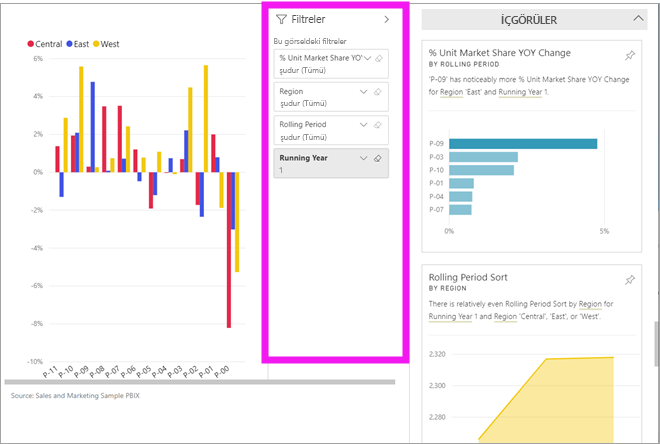 Central East West
6%
4%
2%
0%
-2%
-4%
-6%
-8%
-10%
P-11 P-10 P-09 P-08 P-07 P-06 P-05 P-04 P-03 P-02 P-01 P-00
Source: Sales and Marketing Sample PBIX
Filtreler
Bu görseldeki filtreler
% Unit Market Share YO'
şudur (Tümü)
Region
şudur (Tümü)
Rolling Period
şudur (Tümü)
Running Year
1
İÇGÖRÜLER
% Unit Market Share YOY Change
BY ROLLING PERIOD
'P-09' has noticeably more % Unit Market Share YOY Change
for Region 'East' and Running Year 1.
P-09
P-03
P-10
P-01
P-04
P-07
0% 5%
Rolling Period Sort
BY REGION
There is relatively even Rolling Period Sort by Region for
Running Year 1 and Region 'Central', 'East', or 'West'.
2,320
2,300
2,280